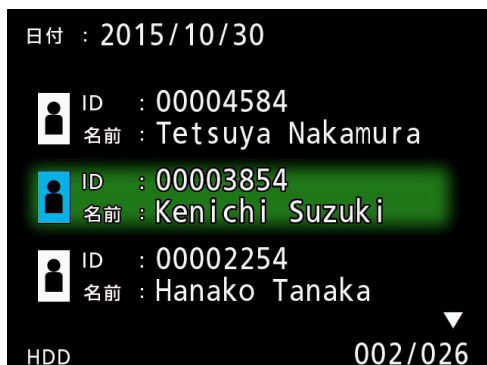 日付 : 2015/10/30
ID : 00004584
名前 : Tetsuya Nakamura
ID : 00003854
名前 : Kenichi Suzuki
ID : 00002254
名前 : Hanako Tanaka
HDD 002/026